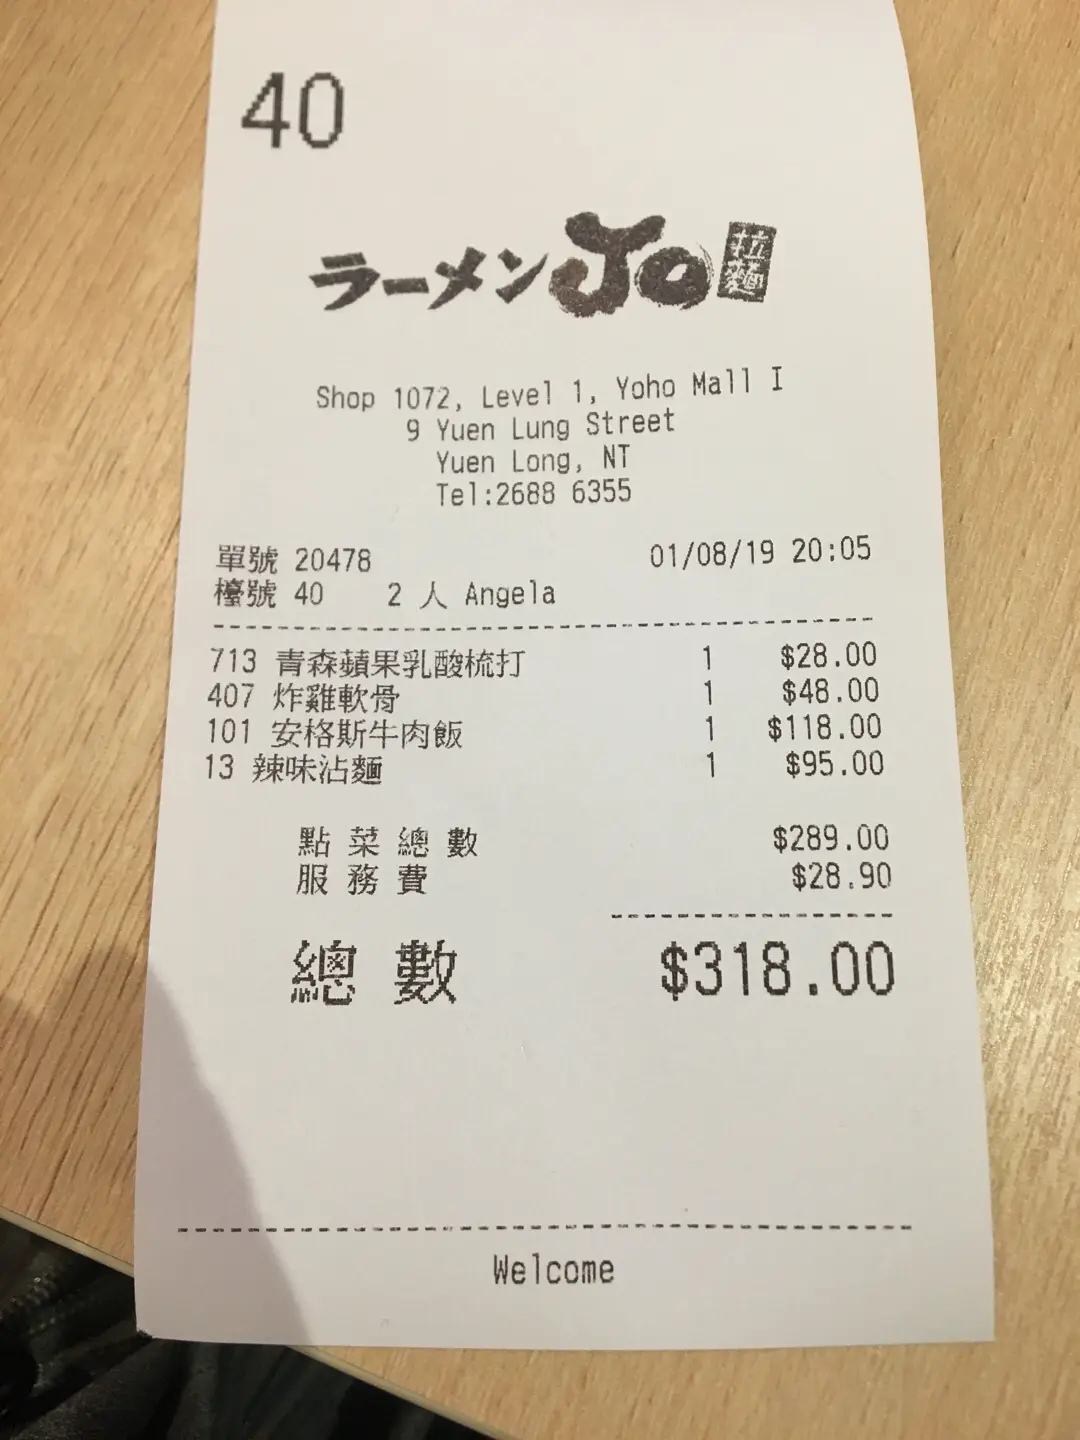 40
ラーメン JO 拉麵
Shop 1072, Level 1, Yoho Mall I
9 Yuen Lung Street
Yuen Long, NT
Tel:2688 6355
單號 20478 01/08/19 20:05
檯號 40 2 人 Angela
713 青森蘋果乳酸梳打 1 $28.00
407 炸雞軟骨 1 $48.00
101 安格斯牛肉飯 1 $118.00
13 辣味沾麵 1 $95.00
點菜總數 $289.00
服務費 $28.90
總數 $318.00
Welcome